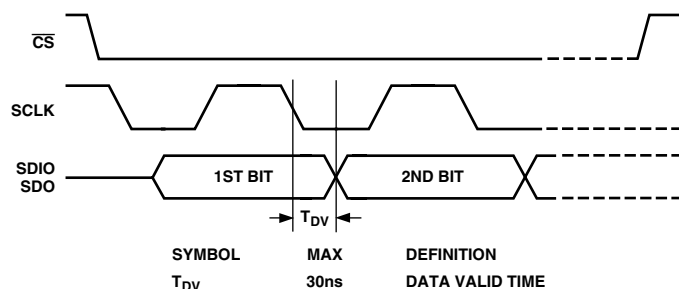 CS
SCLK
SDIO
SDO
1ST BIT
2ND BIT
TDV
SYMBOL MAX DEFINITION
TDV 30ns DATA VALID TIME